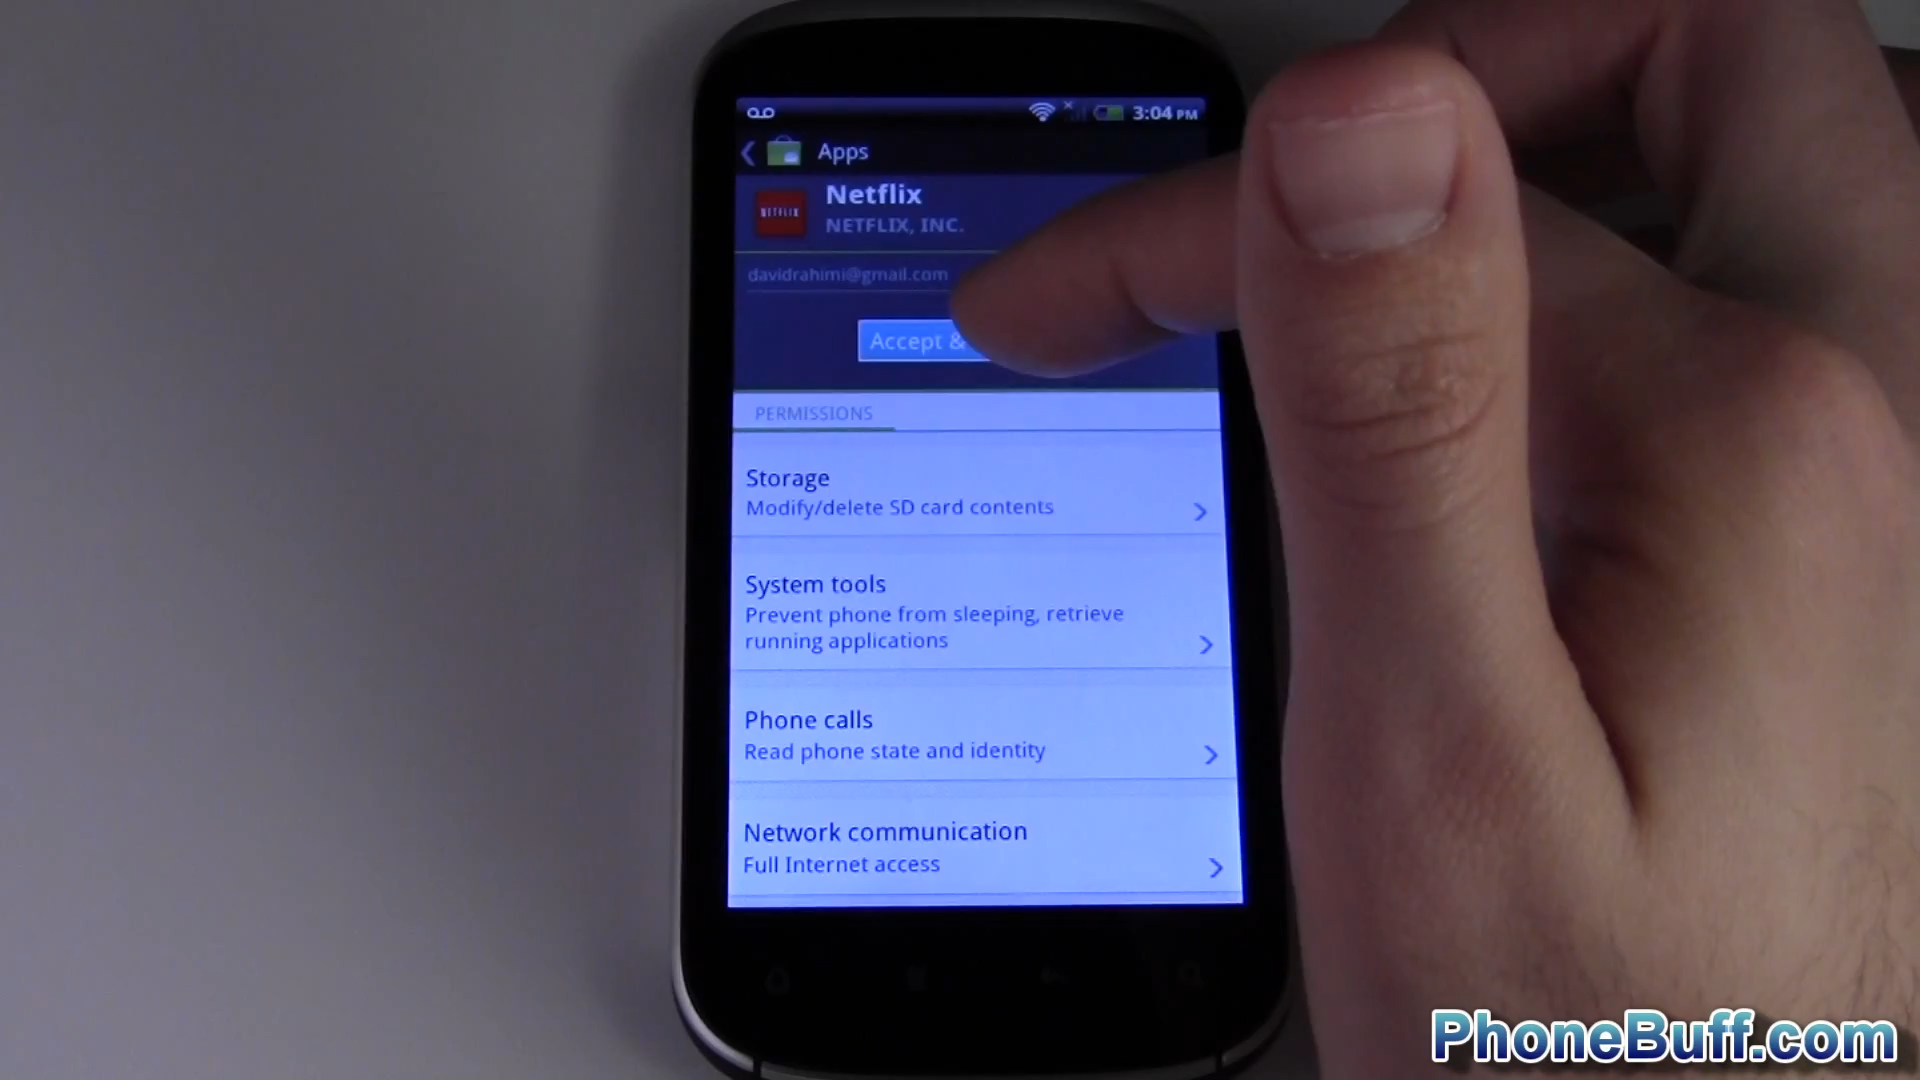 3:04 PM
Apps
Netflix
NETFLIX
NETFLIX, INC.
davidrahimi@gmail.com
Accept &
PERMISSIONS
Storage
Modify/delete SD card contents
System tools
Prevent phone from sleeping, retrieve
running applications
Phone calls
Read phone state and identity
Network communication
Full Internet access
PhoneBuff.com